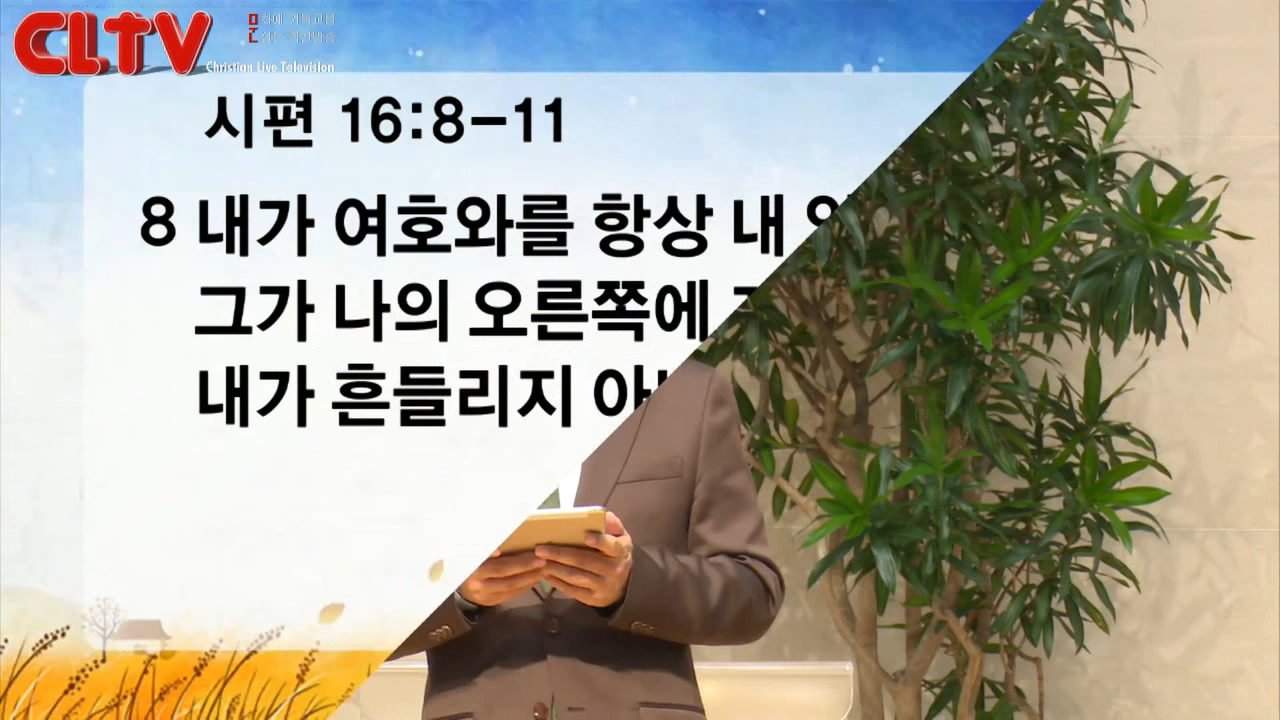 CLTV
Christian Live Television
시편 16:8-11
8 내가 여호와를 항상 내
그가 나의 오른쪽에
내가 흔들리지